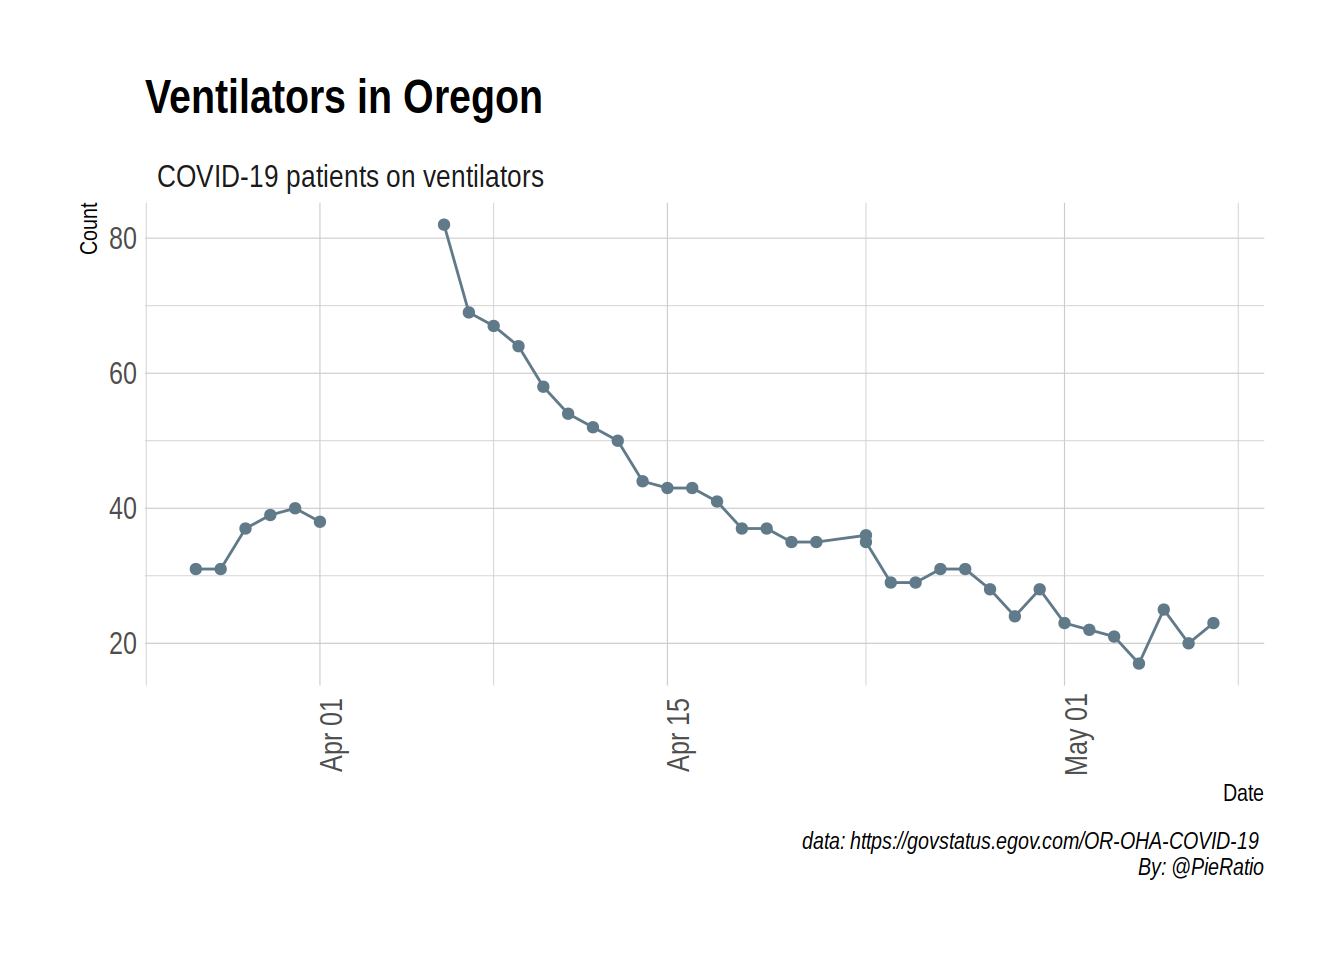 Ventilators in Oregon
COVID-19 patients on ventilators
Count
80
60
40
20
Apr 01
Apr 15
May 01
Date
data: https://govstatus.egov.com/OR-OHA-COVID-19
By: @PieRatio